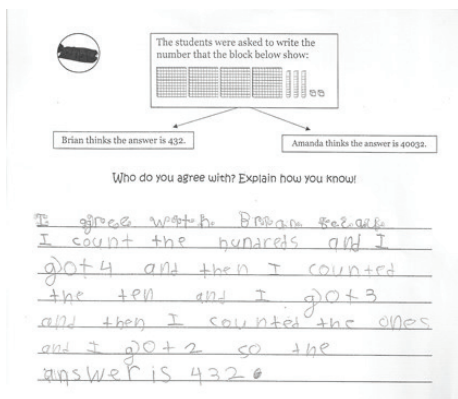 The students were asked to write the
number that the block below show:
Brian thinks the answer is 432.
Amanda thinks the answer is 40032.
Who do you agree with? Explain how you know!
I agree with Brian
I count the hundreds and I
got 4 and then I counted
the ten and I got 3
and then I counted the ones
and I got 2 so the
answer is 432.